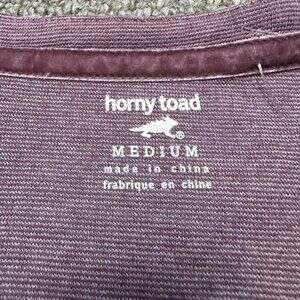 horny toad
MEDIUM
made in china
frabrique en chine